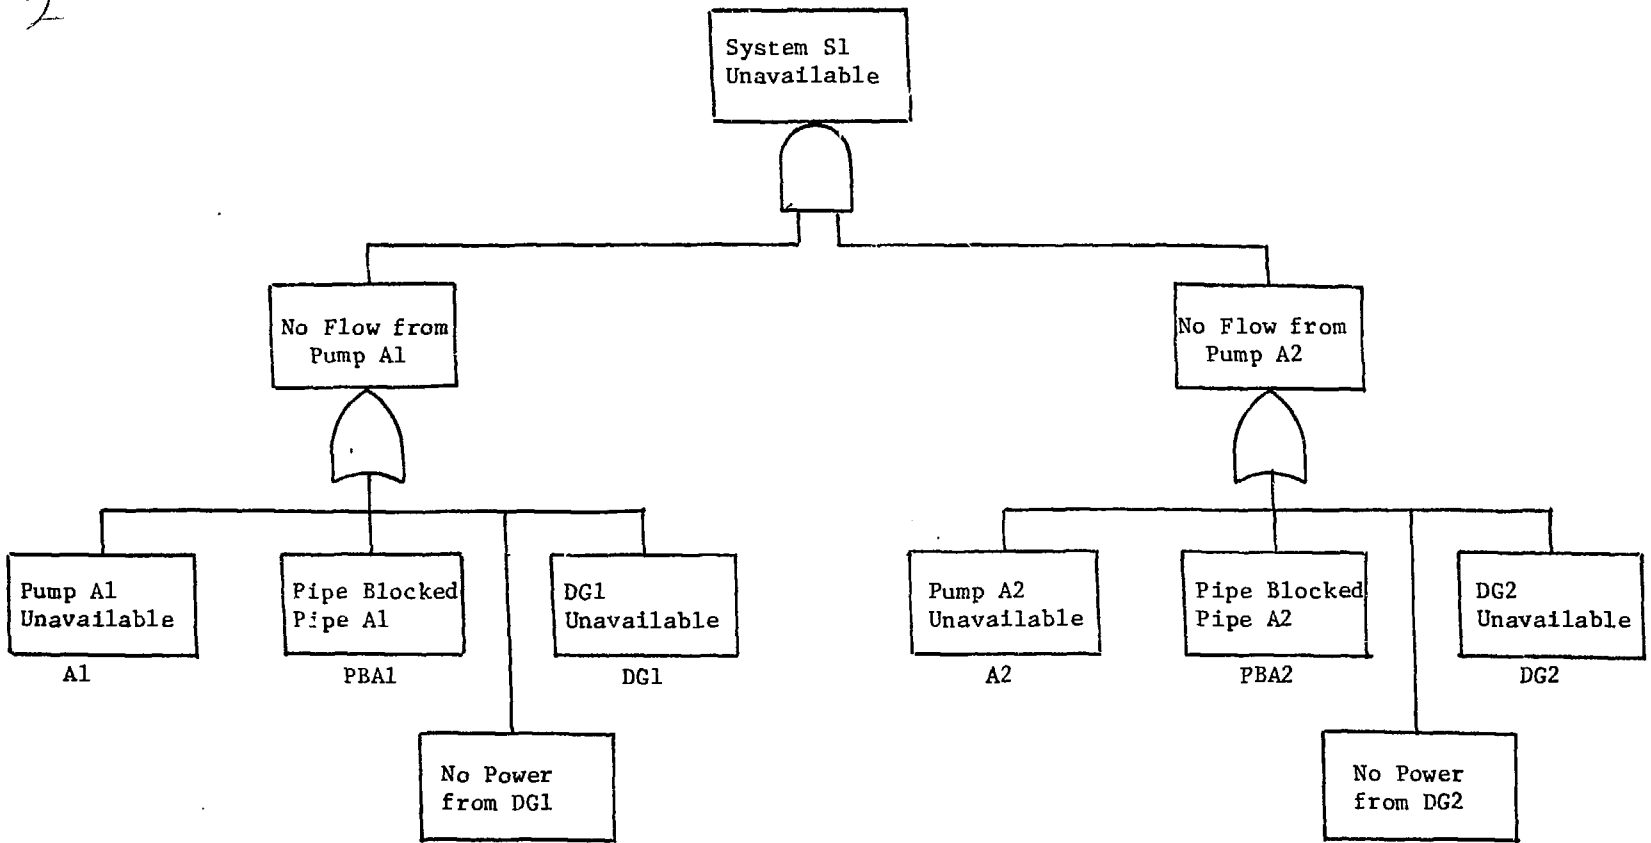 System S1
Unavailable
No Flow from
Pump A1
No Flow from
Pump A2
Pump A1
Unavailable
A1
Pipe Blocked
Pipe A1
PBA1
DG1
Unavailable
DG1
Pump A2
Unavailable
A2
Pipe Blocked
Pipe A2
PBA2
DG2
Unavailable
DG2
No Power
from DG1
No Power
from DG2